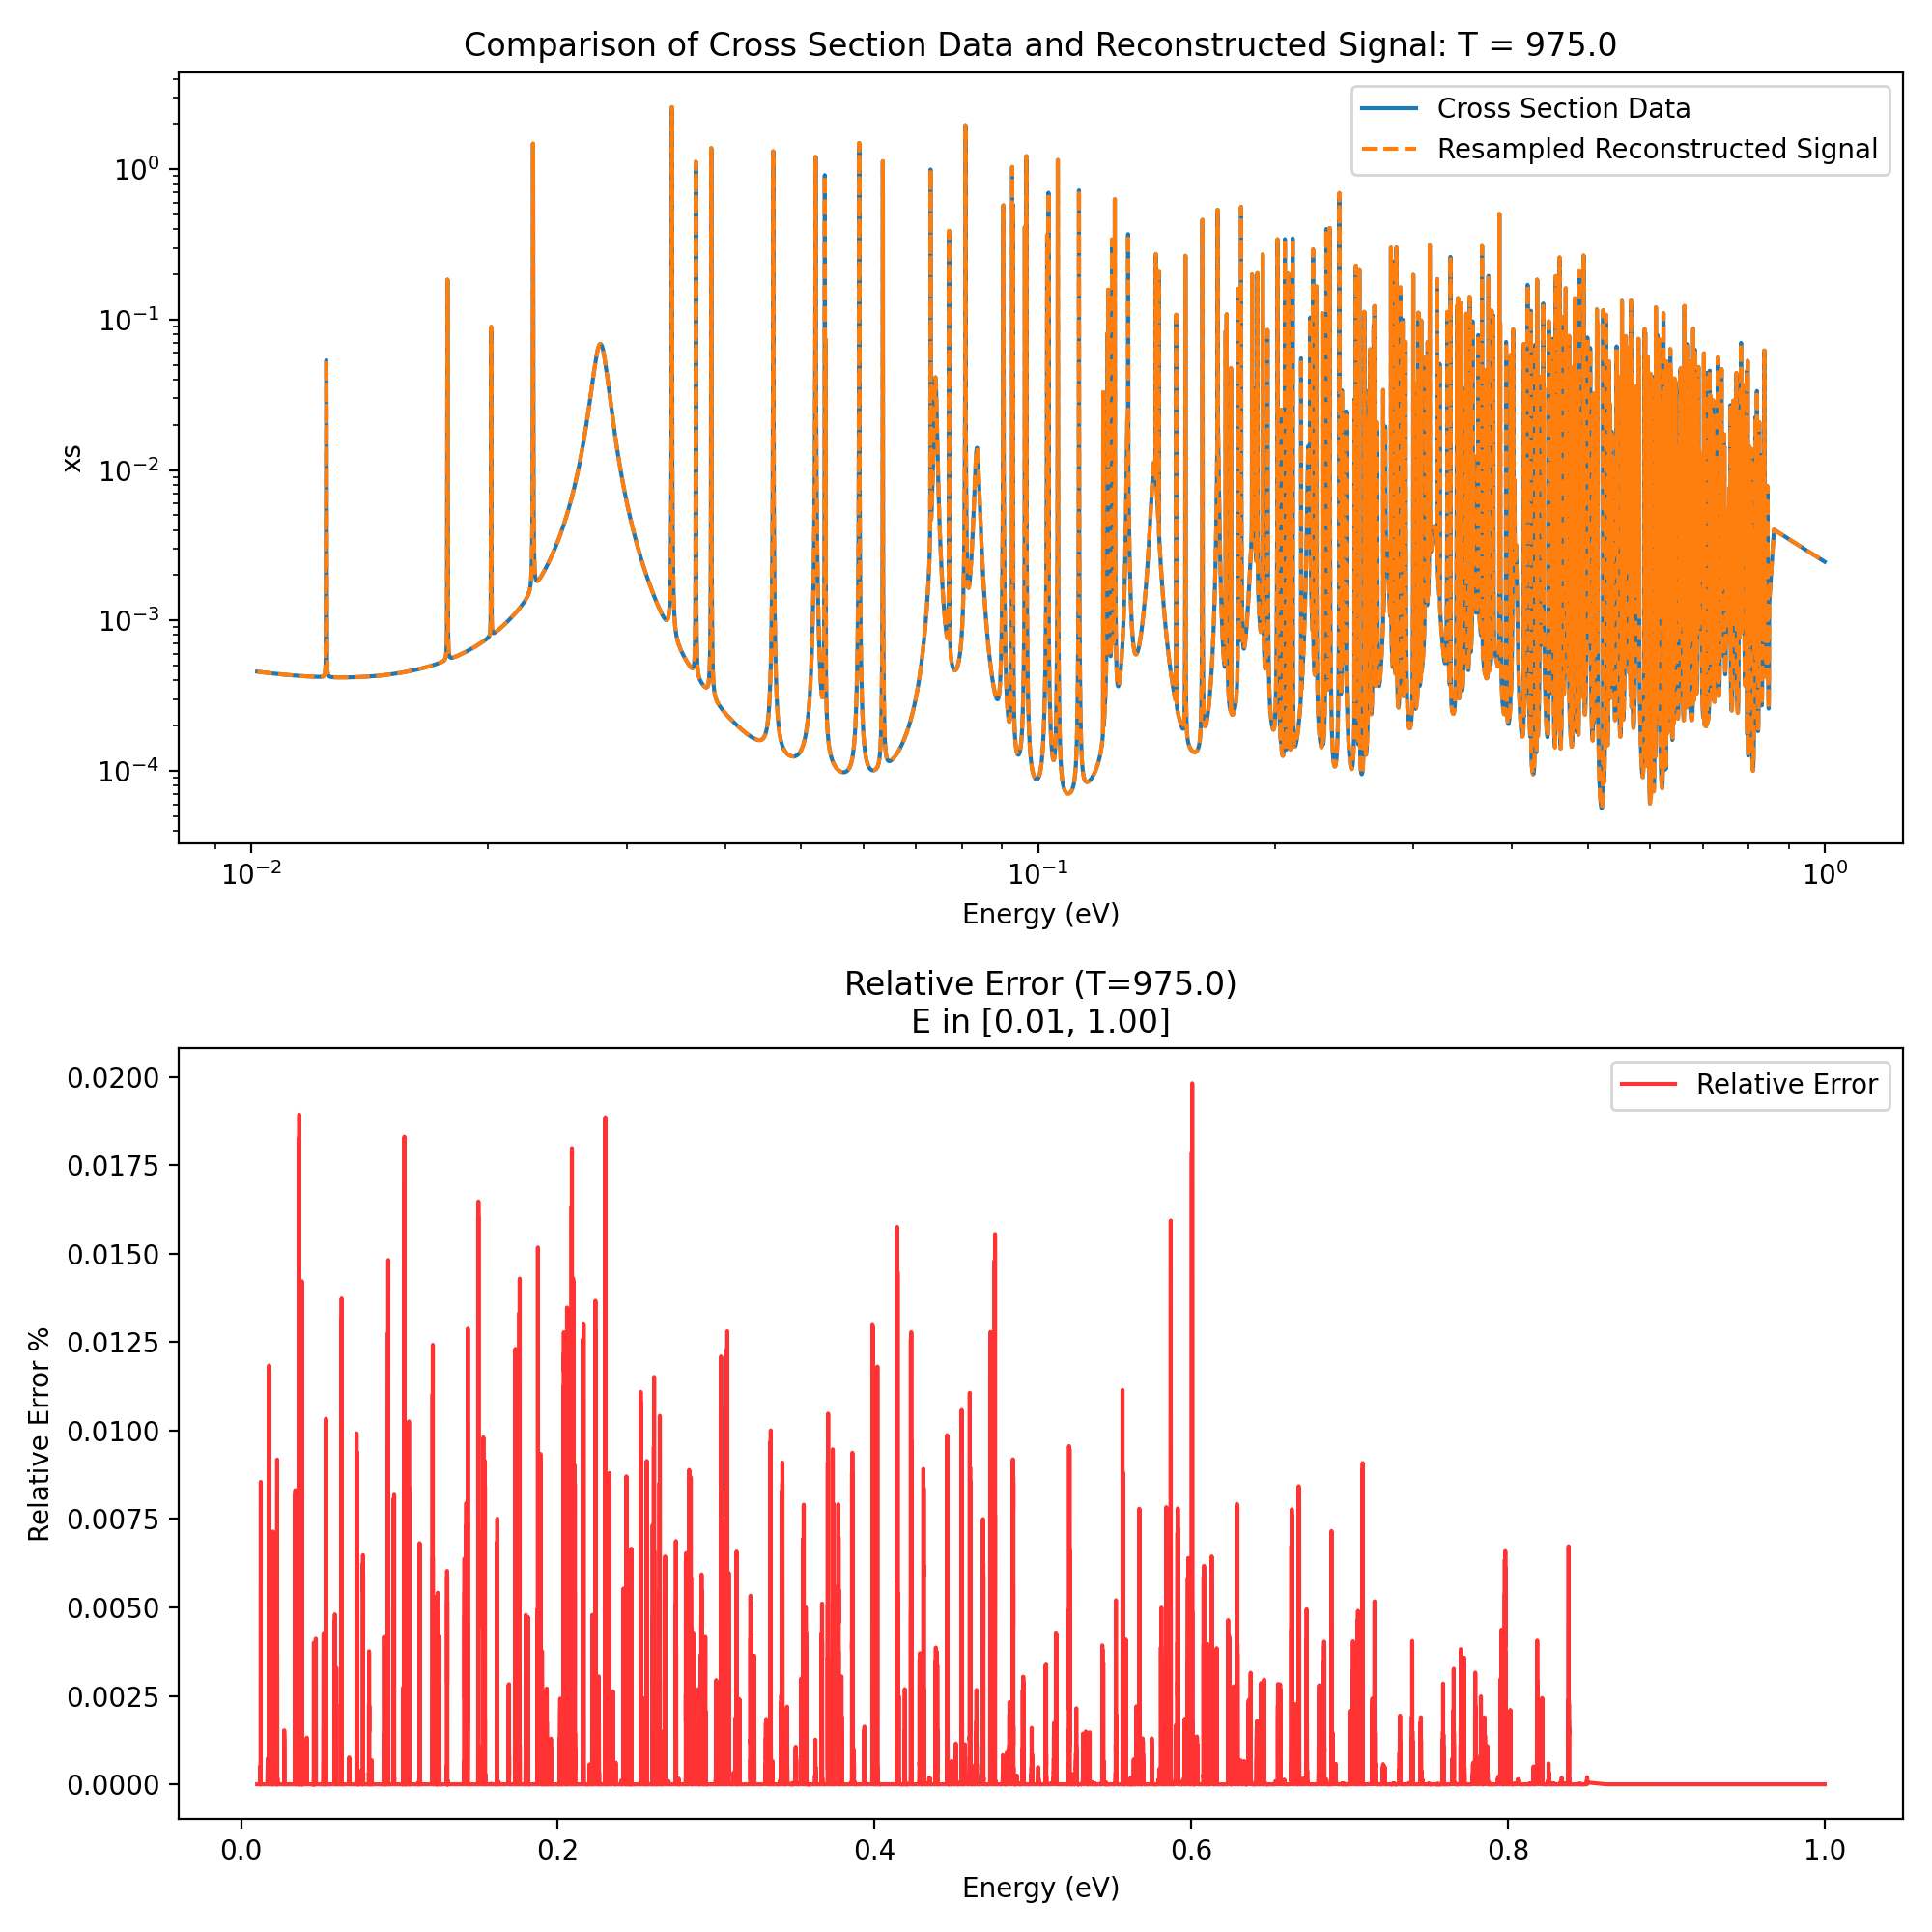 Comparison of Cross Section Data and Reconstructed Signal: T = 975.0
Cross Section Data
Resampled Reconstructed Signal
10⁰
10⁻¹
10⁻²
10⁻³
10⁻⁴
xs
10⁻² 10⁻¹ 10⁰
Energy (eV)
Relative Error (T=975.0)
E in [0.01, 1.00]
Relative Error
0.0200
0.0175
0.0150
0.0125
0.0100
0.0075
0.0050
0.0025
0.0000
Relative Error %
0.0 0.2 0.4 0.6 0.8 1.0
Energy (eV)